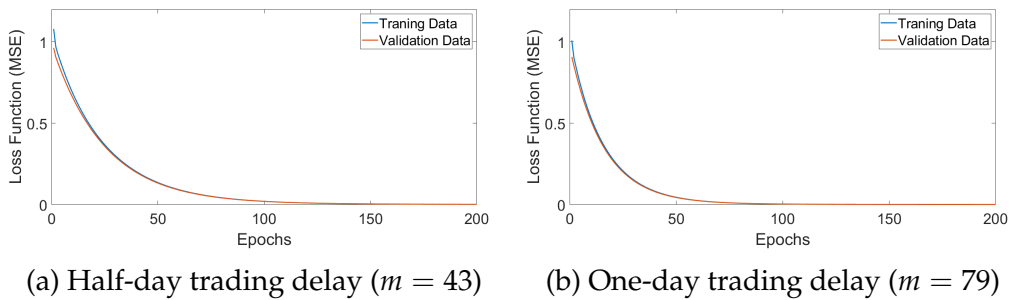 Loss Function (MSE)
1
0.5
0
0
50
100
150
200
Epochs
Traning Data
Validation Data
(a) Half-day trading delay (m = 43)
Loss Function (MSE)
1
0.5
0
0
50
100
150
200
Epochs
Traning Data
Validation Data
(b) One-day trading delay (m = 79)